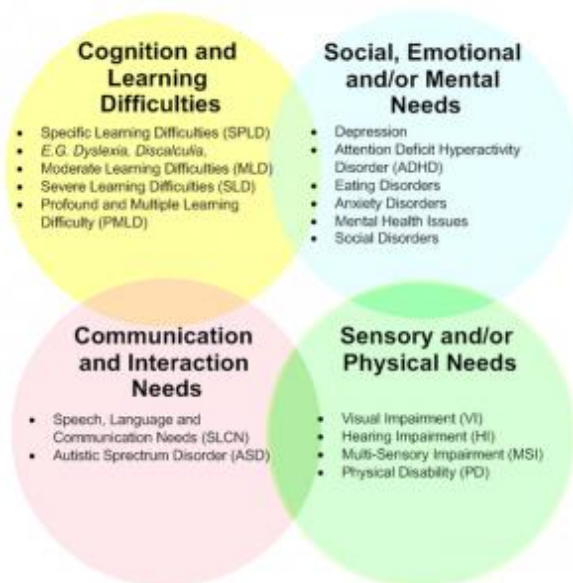 Cognition and
Learning
Difficulties
• Specific Learning Difficulties (SPLD)
• E.G. Dyslexia, Discalculia,
• Moderate Learning Difficulties (MLD)
• Severe Learning Difficulties (SLD)
• Profound and Multiple Learning
Difficulty (PMLD)
Social, Emotional
and/or Mental
Needs
• Depression
• Attention Deficit Hyperactivity
Disorder (ADHD)
• Eating Disorders
• Anxiety Disorders
• Mental Health Issues
• Social Disorders
Communication
and Interaction
Needs
• Speech, Language and
Communication Needs (SLCN)
• Autistic Sprectrum Disorder (ASD)
Sensory and/or
Physical Needs
• Visual Impairment (VI)
• Hearing Impairment (HI)
• Multi-Sensory Impairment (MSI)
• Physical Disability (PD)